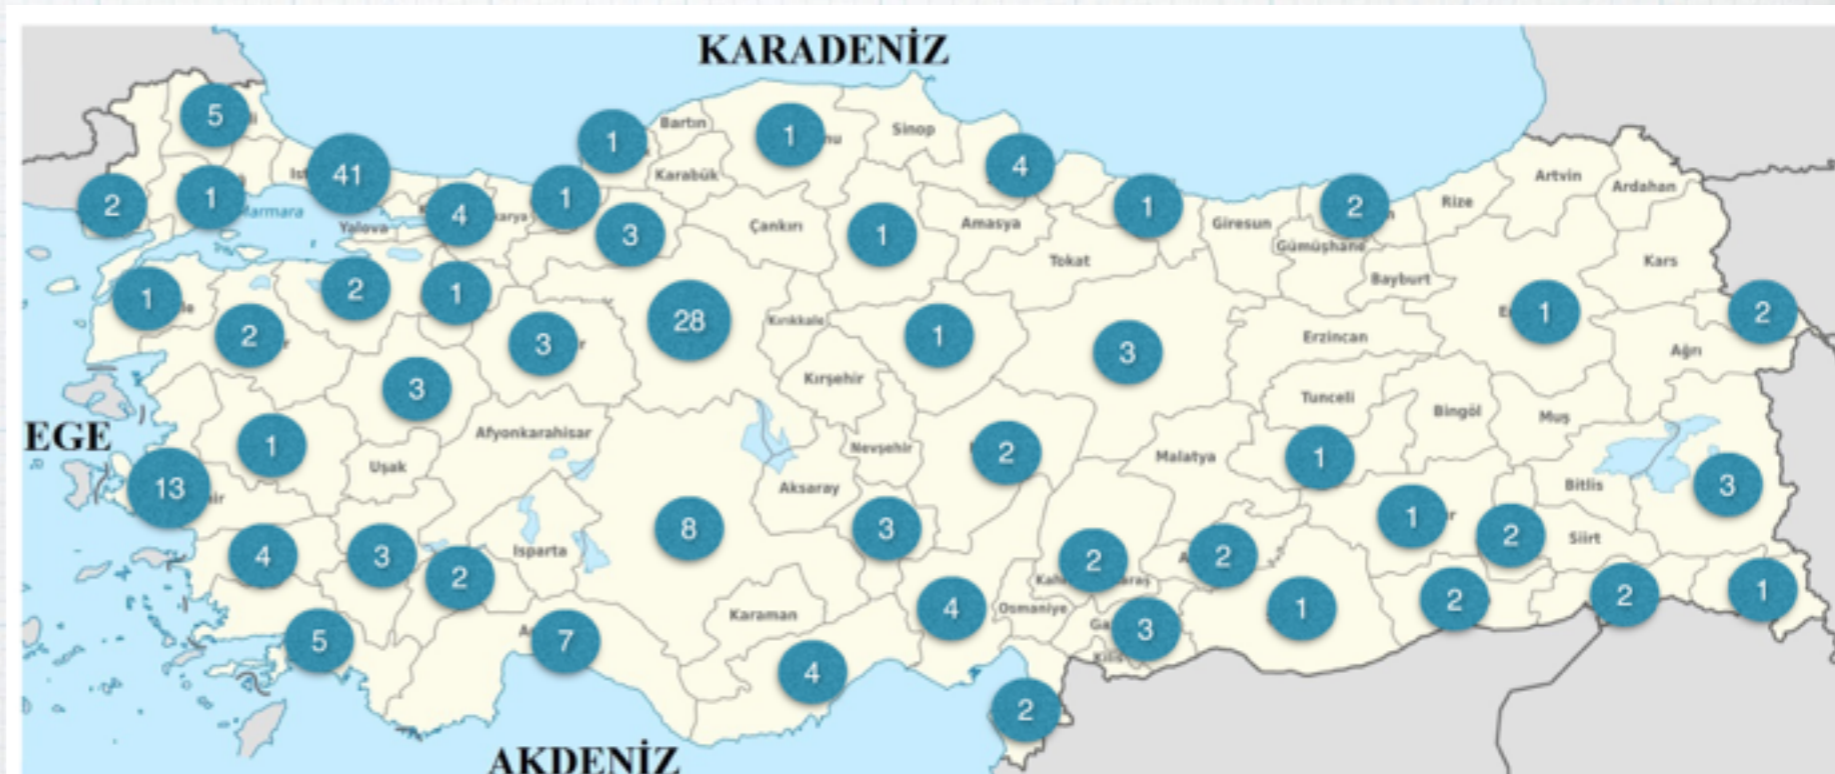 KARADENİZ
5
Bartın
1
1
Sinop
41
Karabük
4
Artvin
Ardahan
2
1
Marmara
4
1
1
2
Rize
Yalova
3
Çankırı
1
Amasya
Giresun
Gümüşhane
Tokat
Kars
Bayburt
1
2
1
2
3
28
Kırıkkale
1
3
Erzincan
1
2
Ağrı
3
Kırşehir
Tunceli
Bingöl
Muş
EGE
1
Afyonkarahisar
Nevşehir
2
Malatya
1
Uşak
13
Aksaray
Bitlis
3
8
3
1
2
Siirt
4
3
2
Isparta
2
2
Karaman
4
Osmaniye
1
2
2
1
5
7
3
4
Kilis
2
AKDENİZ